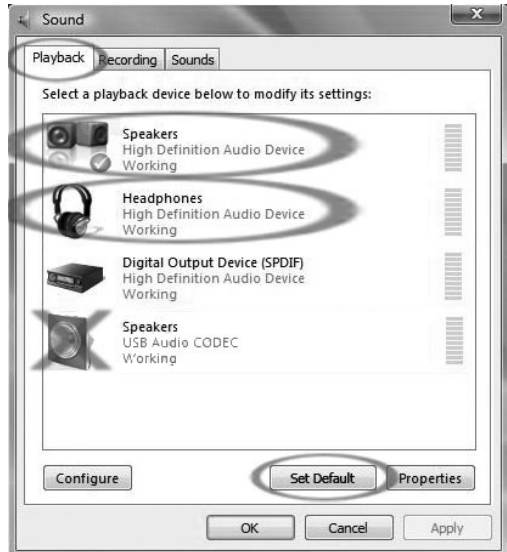 Sound
Playback Recording Sounds
Select a playback device below to modify its settings:
Speakers
High Definition Audio Device
Working
Headphones
High Definition Audio Device
Working
Digital Output Device (SPDIF)
High Definition Audio Device
Working
Speakers
USB Audio CODEC
Working
Configure Set Default Properties
OK Cancel Apply